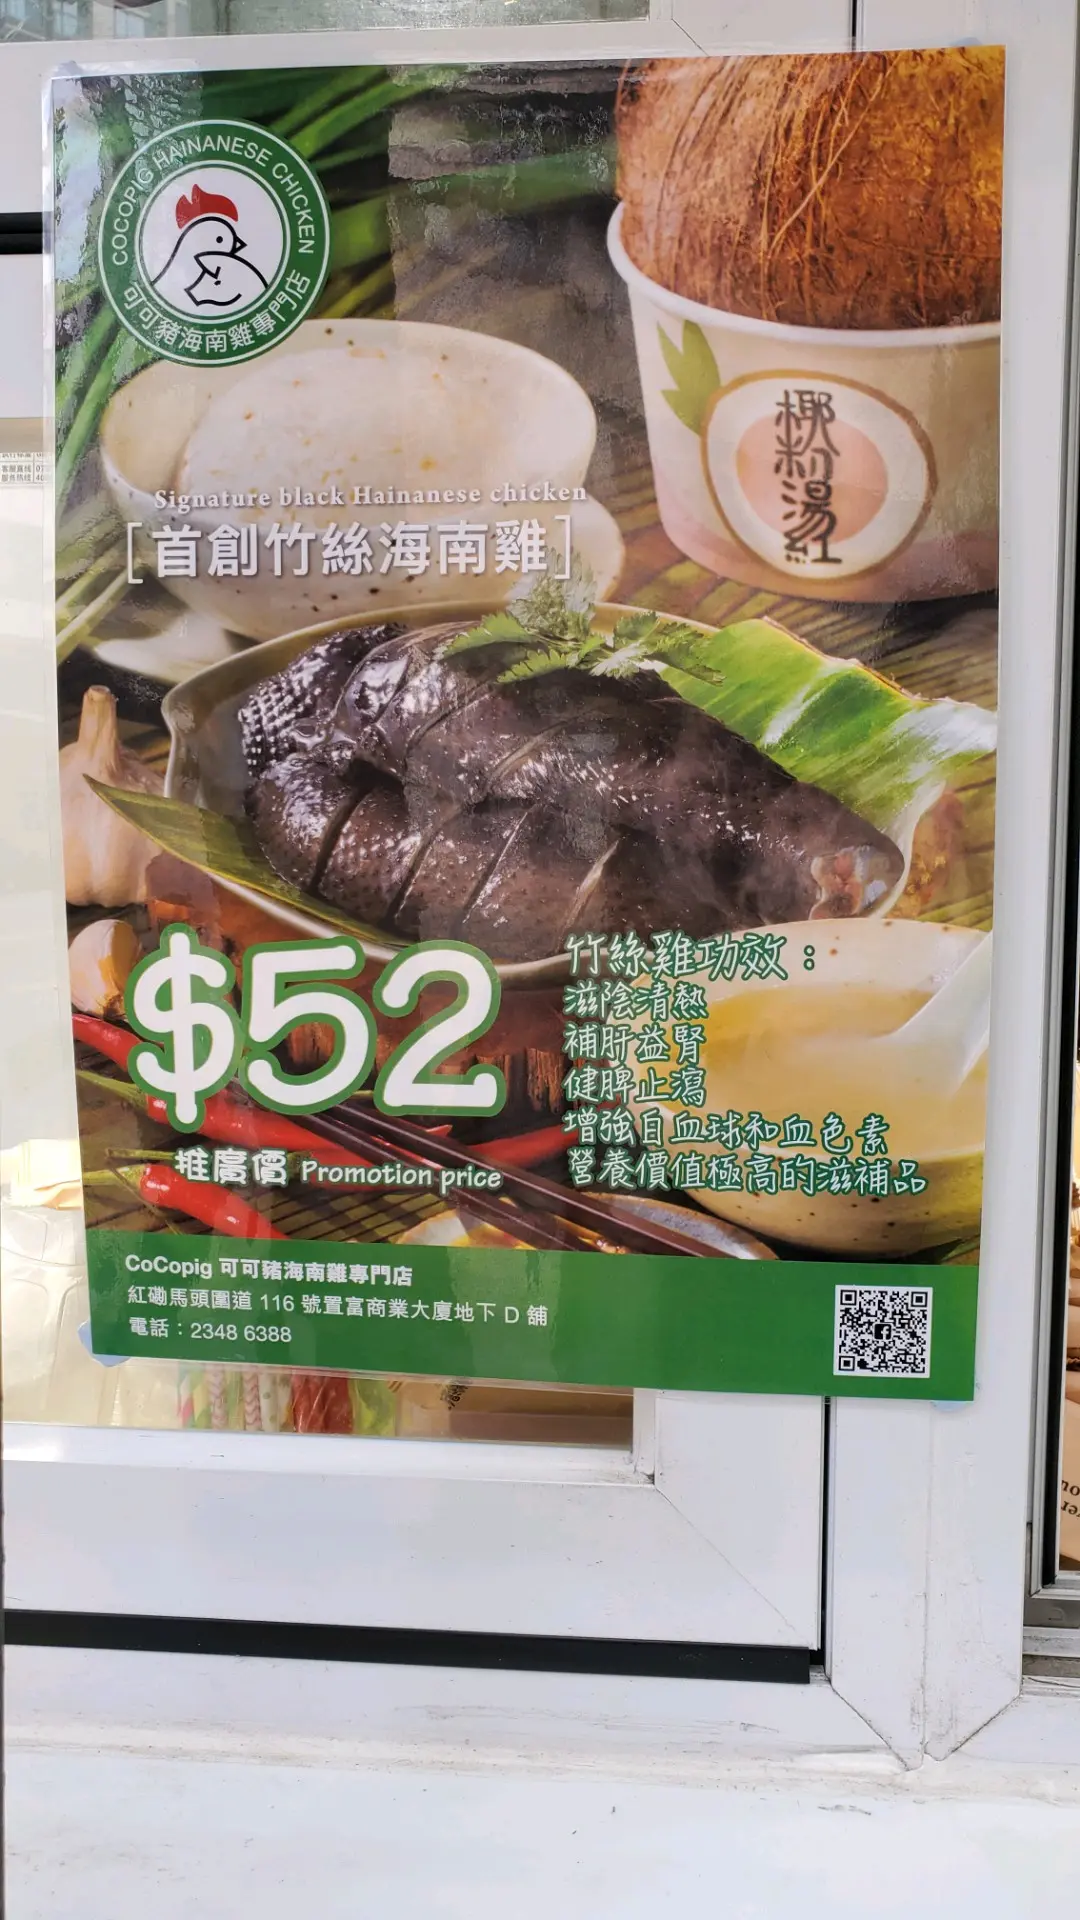 COCOPIG HAINANESE CHICKEN
可可豬海南雞專門店
椰
籾
湯
紅
Signature black Hainanese chicken
[首創竹絲海南雞]
$52
推廣價 Promotion price
竹絲雞功效：
滋陰清熱
補肝益腎
健脾止瀉
增強自血球和血色素
營養價值極高的滋補品
CoCopig 可可豬海南雞專門店
紅磡馬頭圍道 116 號置富商業大廈地下 D 舖
電話：2348 6388